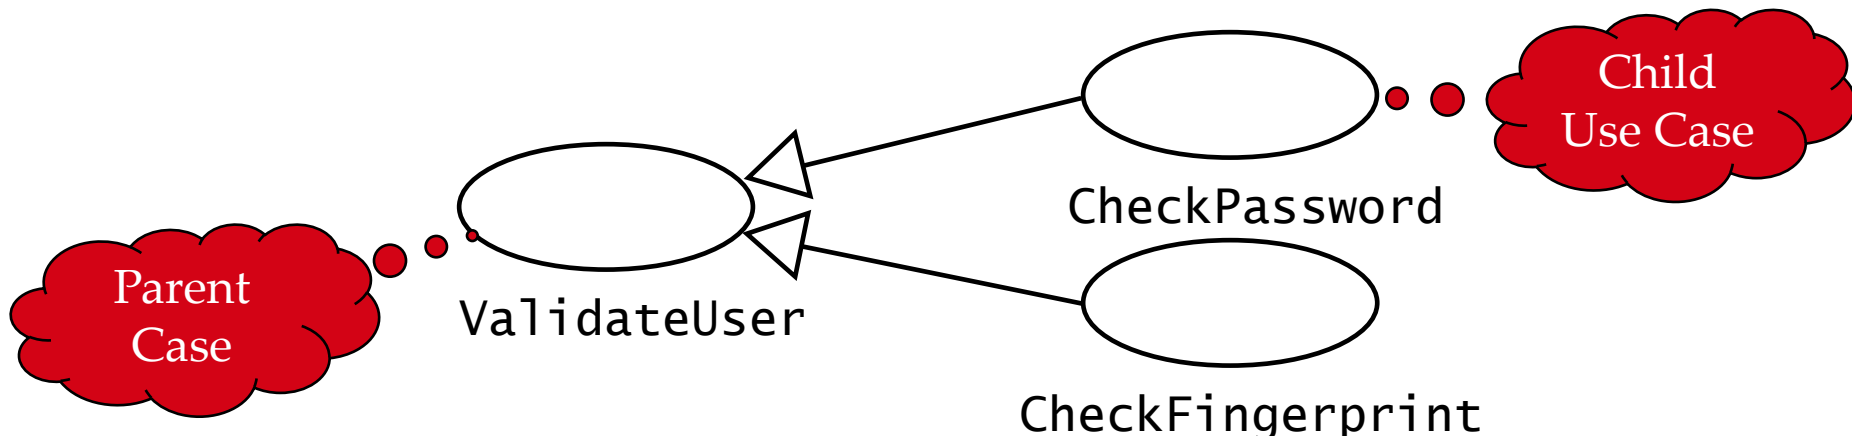 Child
Use Case
CheckPassword
Parent
Case
ValidateUser
CheckFingerprint